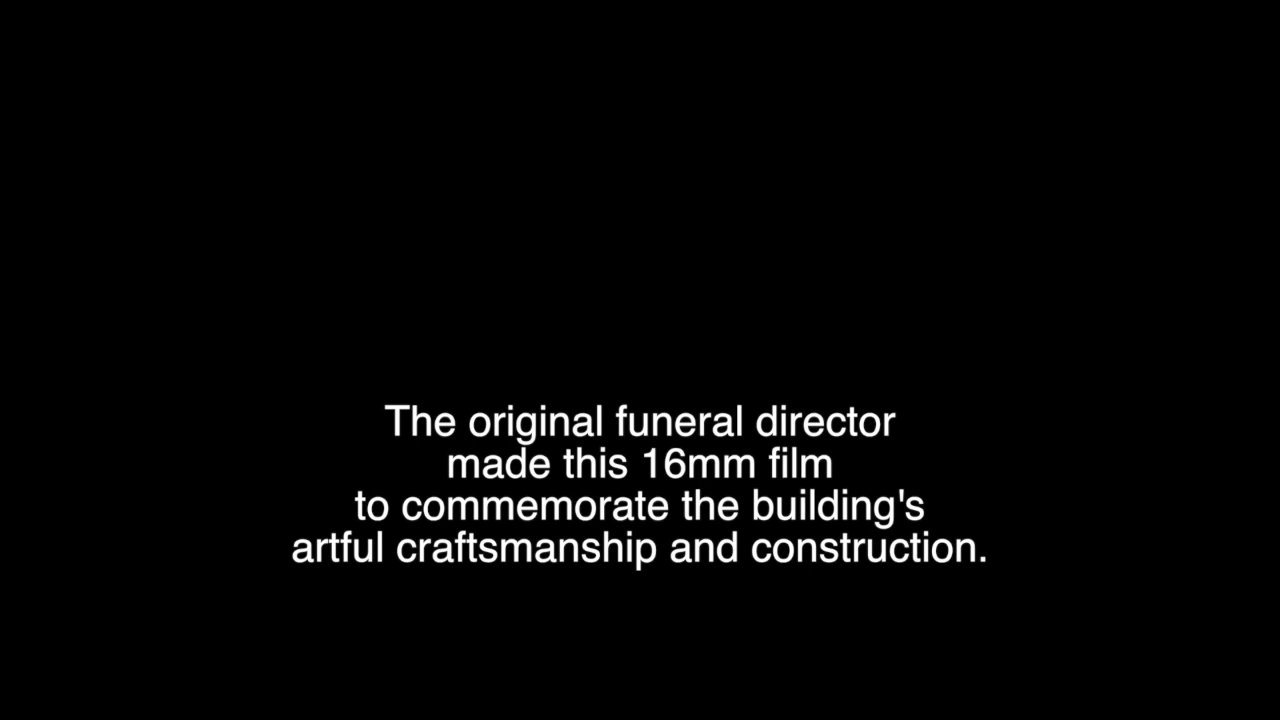 The original funeral director
made this 16mm film
to commemorate the building's
artful craftsmanship and construction.